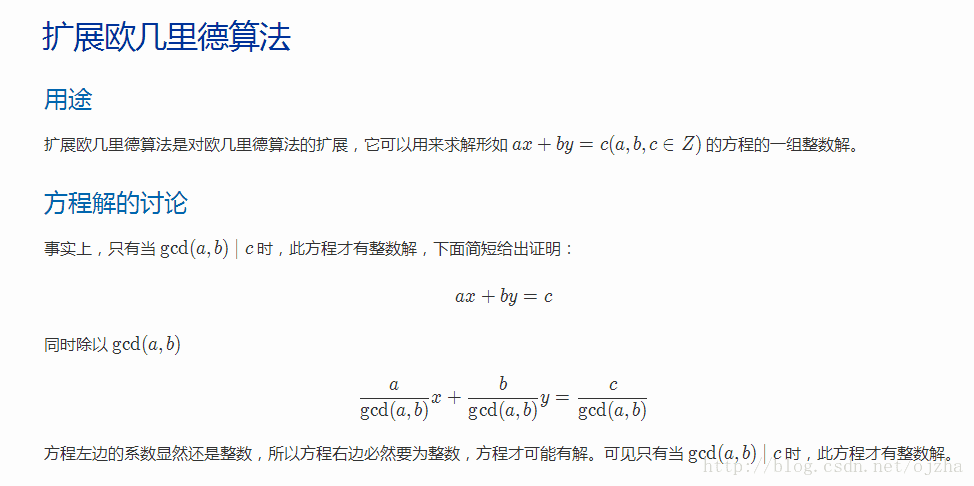 扩展欧几里德算法
用途
扩展欧几里德算法是对欧几里德算法的扩展，它可以用来求解形如 ax + by = c(a, b, c ∈ Z) 的方程的一组整数解。
方程解的讨论
事实上，只有当 gcd(a, b) | c 时，此方程才有整数解，下面简短给出证明：
ax + by = c
同时除以 gcd(a, b)
a/gcd(a, b) x + b/gcd(a, b) y = c/gcd(a, b)
方程左边的系数显然还是整数，所以方程右边必然要为整数，方程才可能有解。可见只有当 gcd(a, b) | c 时，此方程才有整数解。
http://blog.csdn.net/ojzha